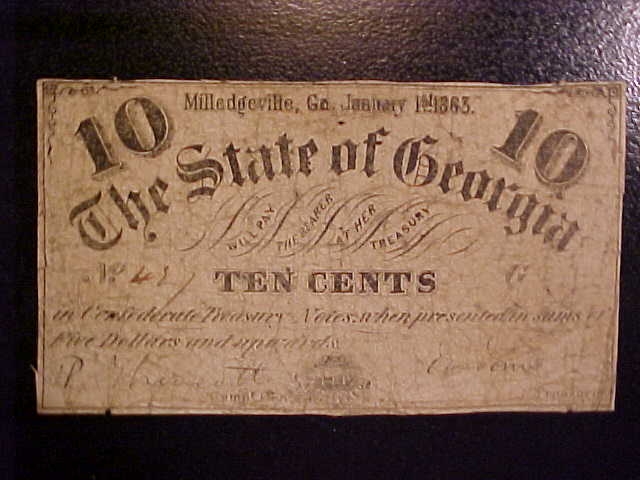 Milledgeville, Ga. January 1st 1863.
10 10
The State of Georgia
WILL PAY THE BEARER AT HER TREASURY
No 487 TEN CENTS
in Confederate Treasury Notes, when presented in sums of
Five Dollars and upwards